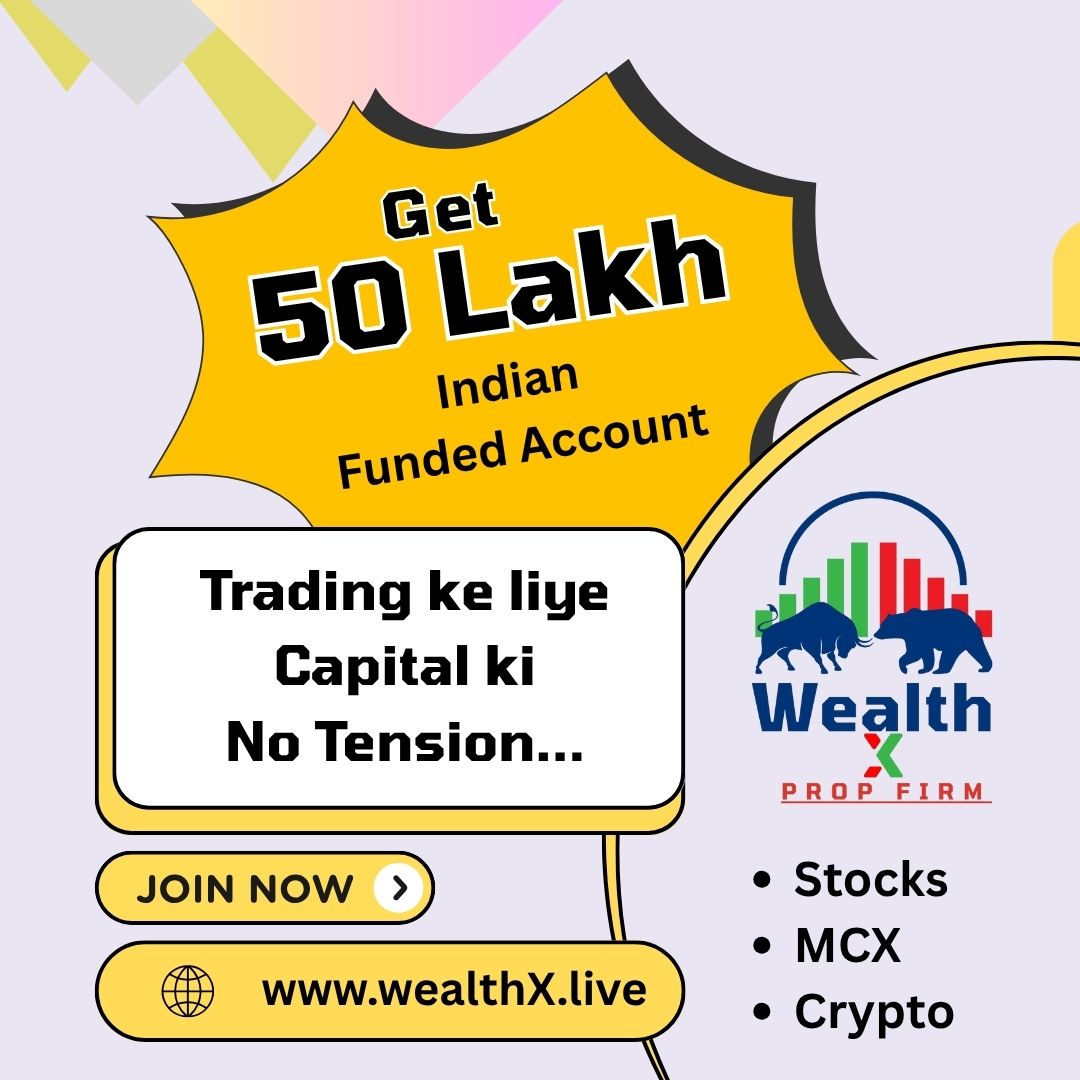 Get
50 Lakh
Indian
Funded Account
Trading ke liye
Capital ki
No Tension...
JOIN NOW
www.wealthX.live
Wealth
X
PROP FIRM
Stocks
MCX
Crypto